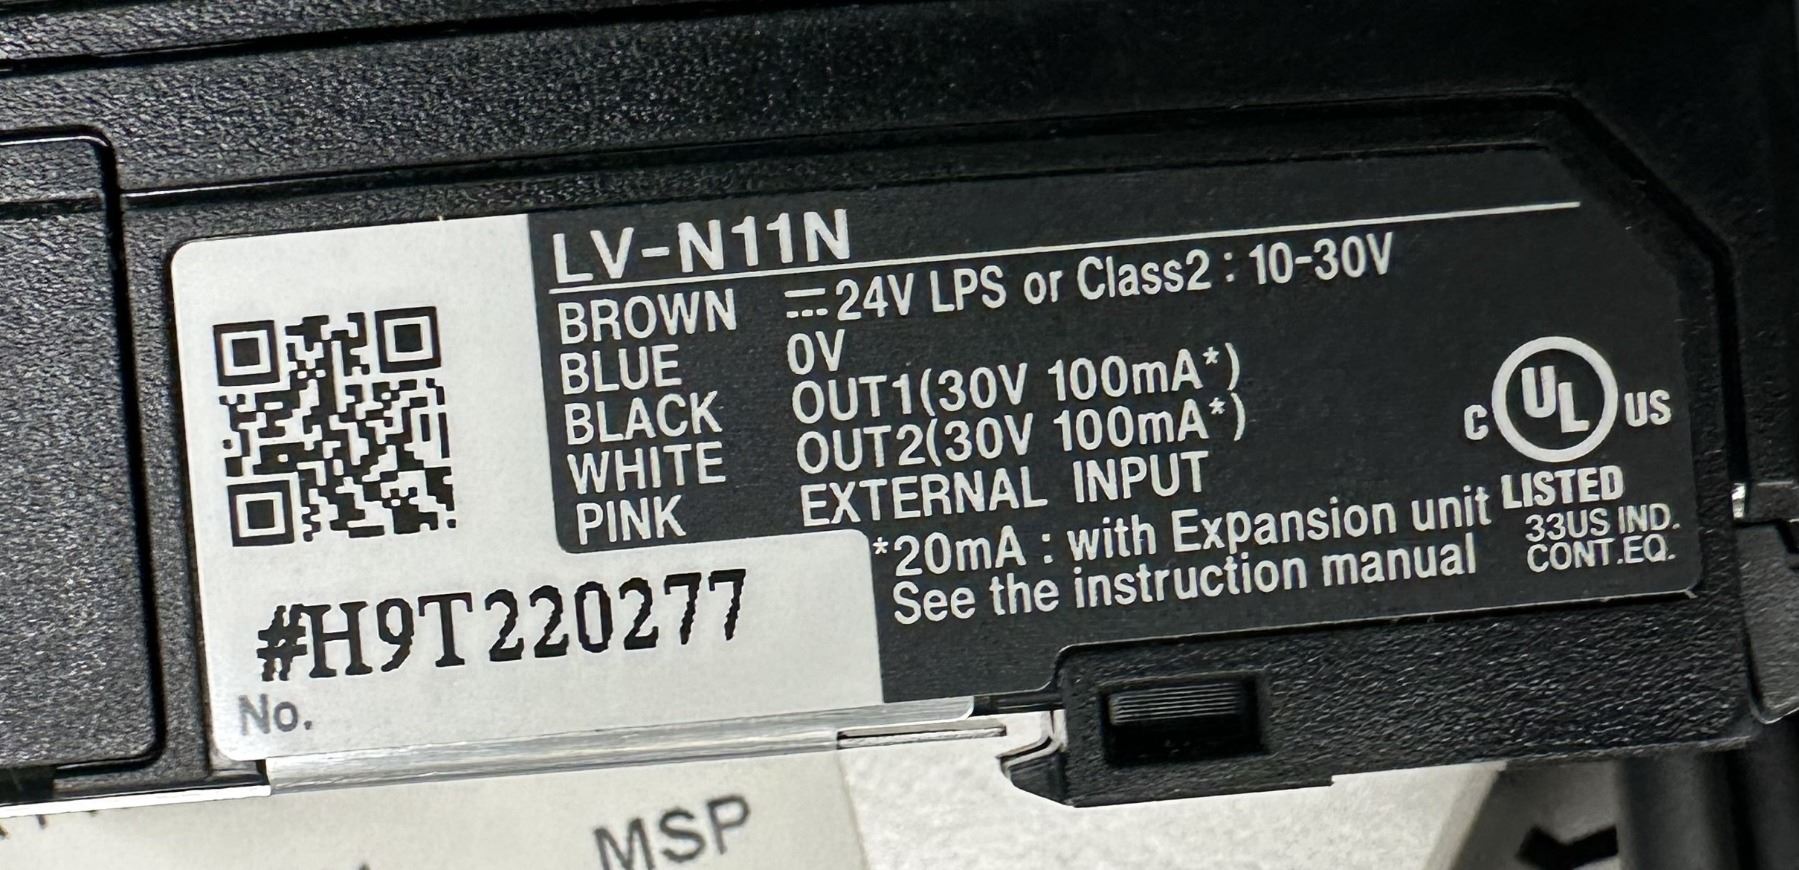 LV-N11N
BROWN ⎓24V LPS or Class2 : 10-30V
BLUE 0V
BLACK OUT1(30V 100mA*)
WHITE OUT2(30V 100mA*)
PINK EXTERNAL INPUT
*20mA : with Expansion unit
See the instruction manual
C UL US
LISTED
33US IND.
CONT.EQ.
#H9T220277
No.
MSP